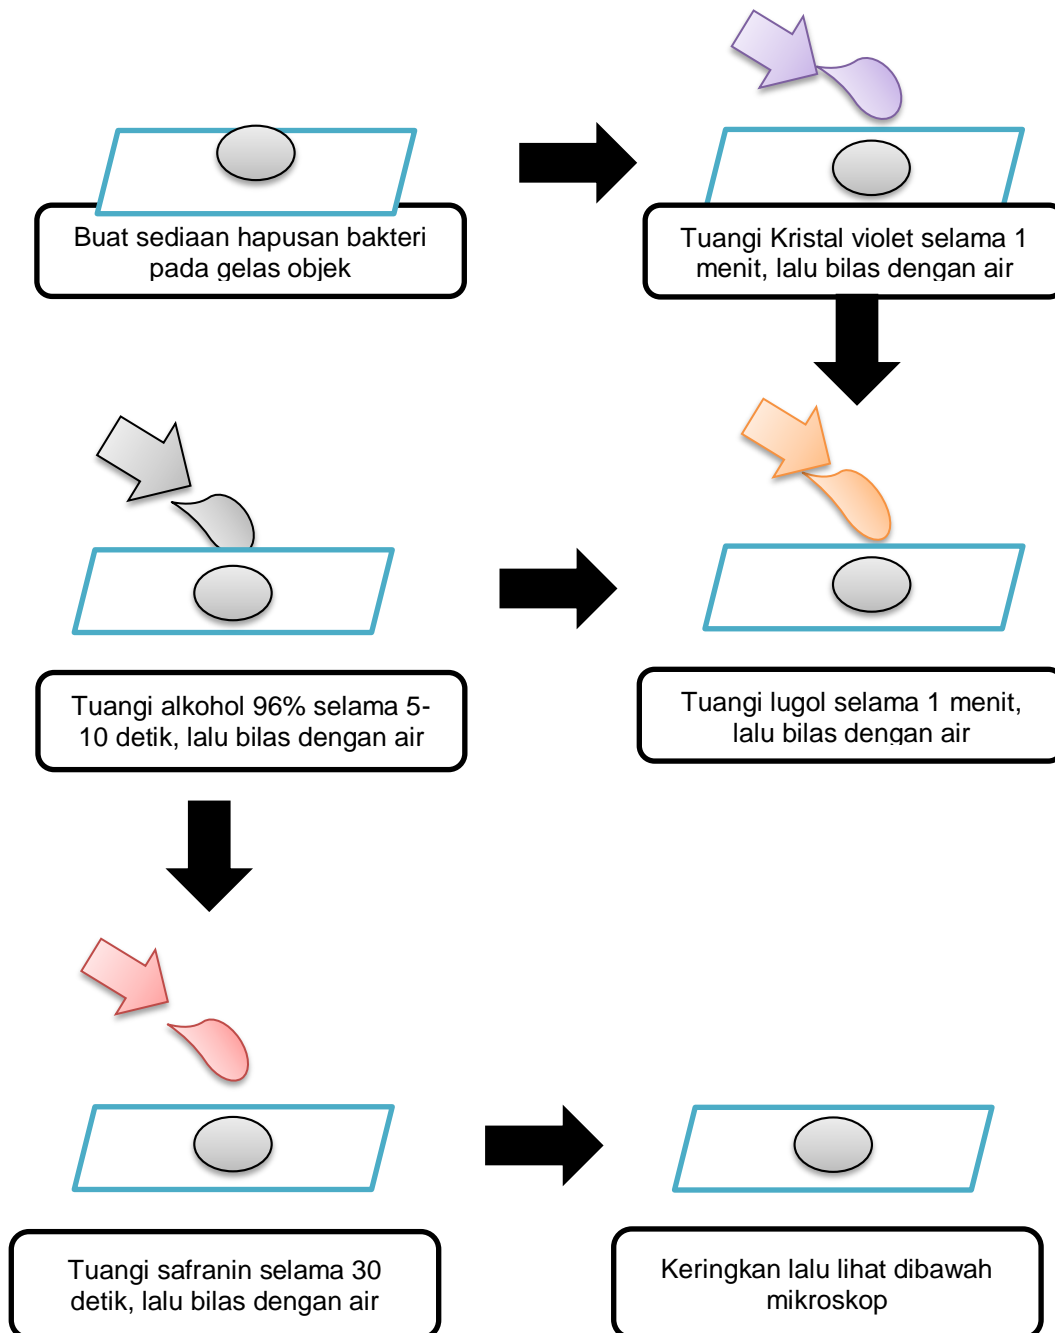 Buat sediaan hapusan bakteri
pada gelas objek
Tuangi Kristal violet selama 1
menit, lalu bilas dengan air
Tuangi alkohol 96% selama 5-
10 detik, lalu bilas dengan air
Tuangi lugol selama 1 menit,
lalu bilas dengan air
Tuangi safranin selama 30
detik, lalu bilas dengan air
Keringkan lalu lihat dibawah
mikroskop